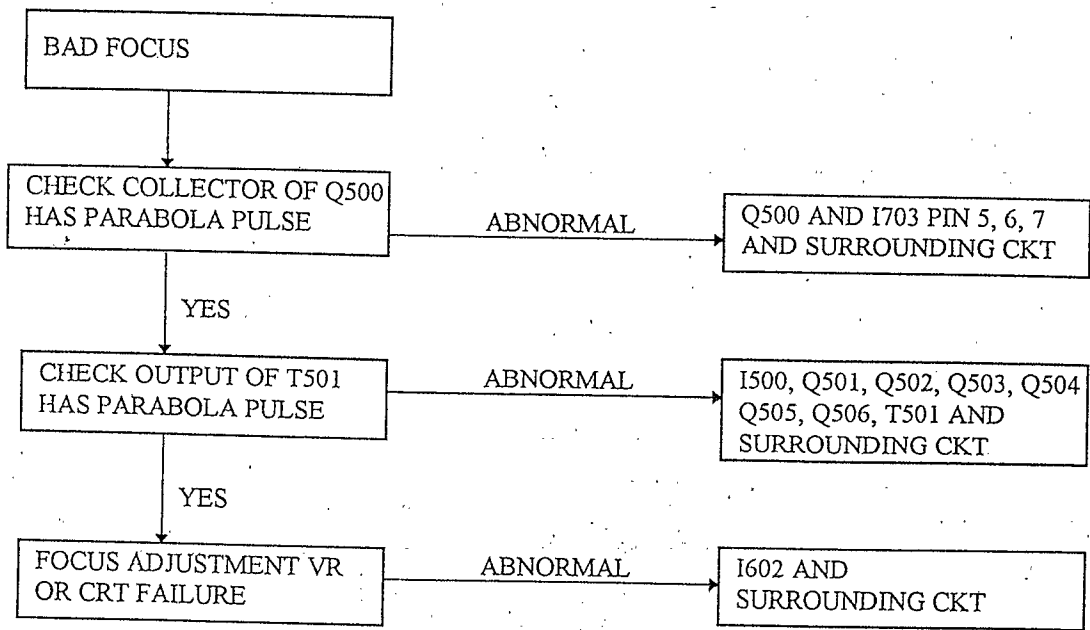 BAD FOCUS
CHECK COLLECTOR OF Q500
HAS PARABOLA PULSE
ABNORMAL
Q500 AND I703 PIN 5, 6, 7
AND SURROUNDING CKT
YES
CHECK OUTPUT OF T501
HAS PARABOLA PULSE
ABNORMAL
I500, Q501, Q502, Q503, Q504
Q505, Q506, T501 AND
SURROUNDING CKT
YES
FOCUS ADJUSTMENT VR
OR CRT FAILURE
ABNORMAL
I602 AND
SURROUNDING CKT